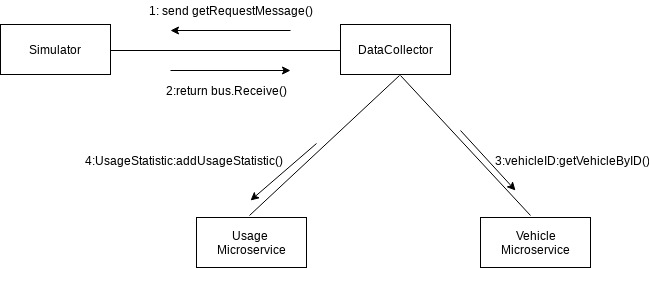 1: send getRequestMessage()
Simulator
DataCollector
2:return bus.Receive()
4:UsageStatistic:addUsageStatistic()
3:vehicleID:getVehicleByID()
Usage
Microservice
Vehicle
Microservice